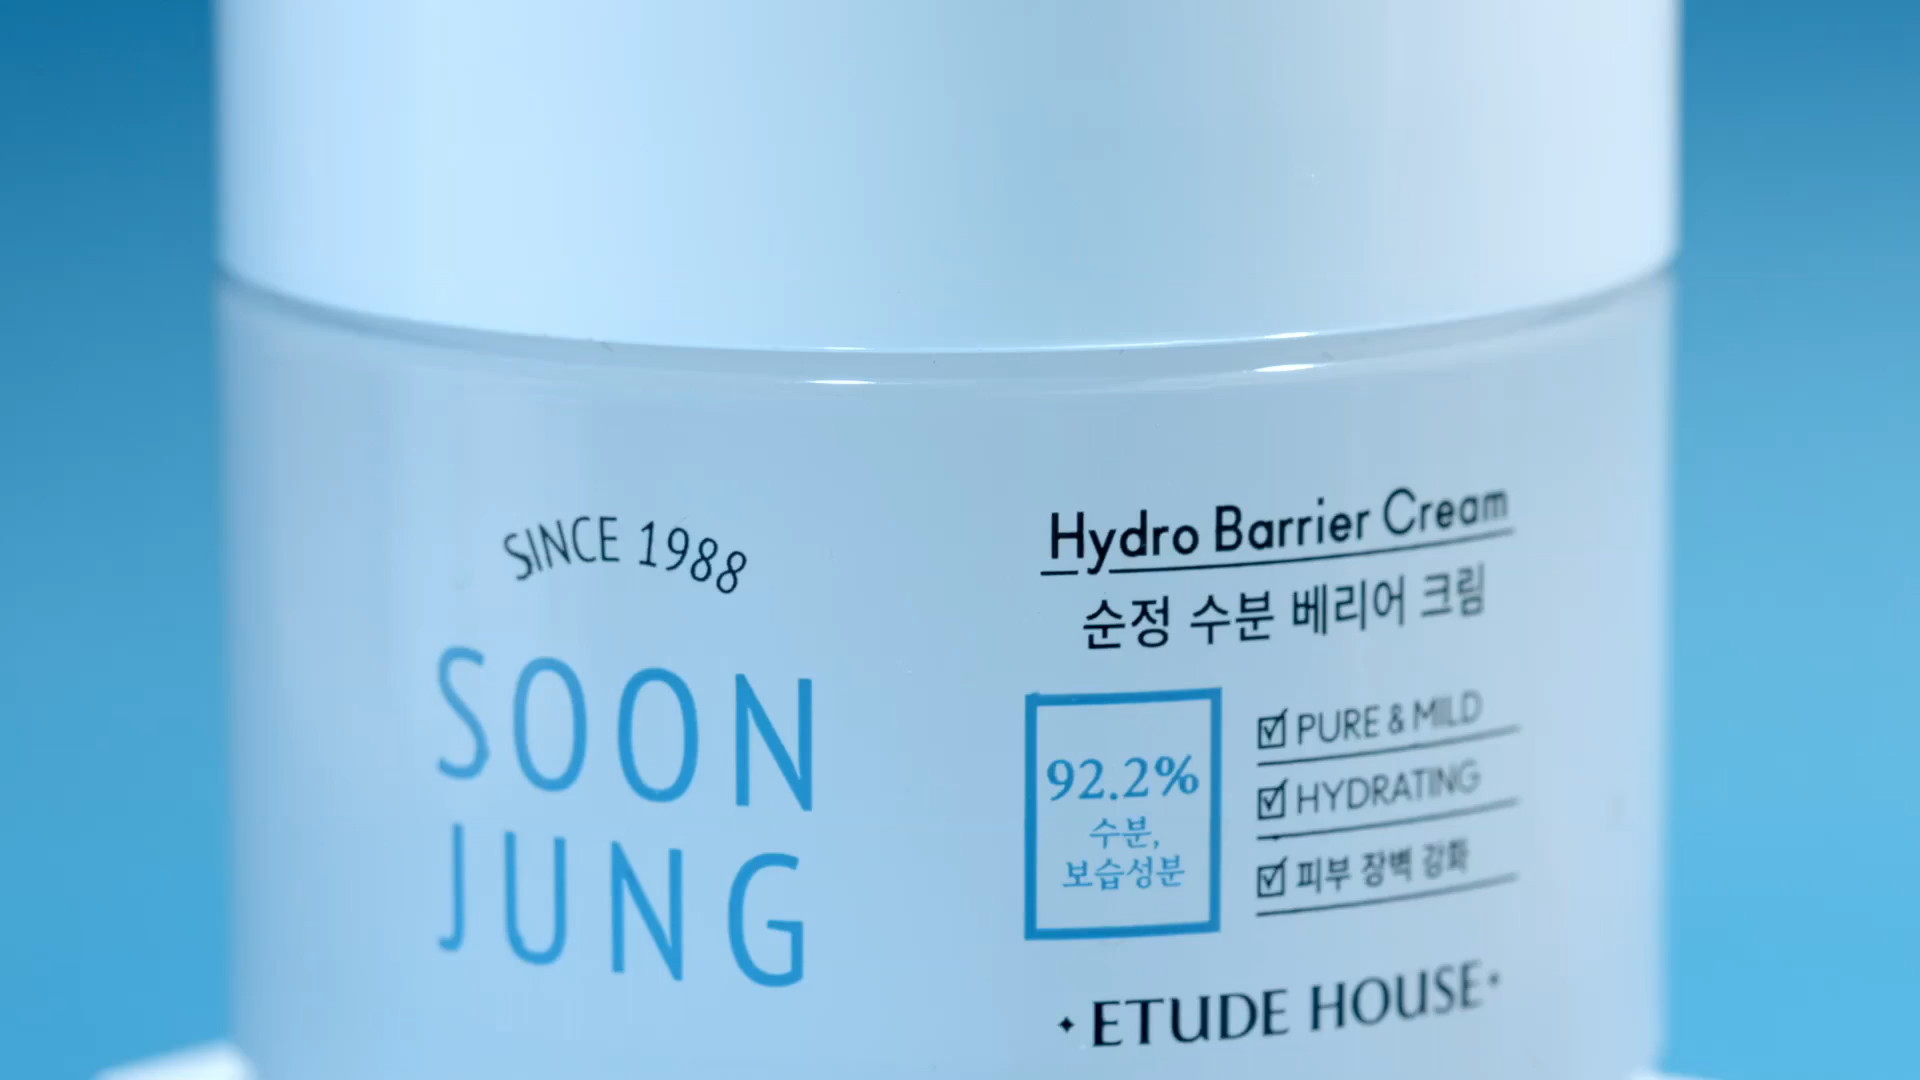 SINCE 1988
SOON
JUNG
Hydro Barrier Cream
순정 수분 베리어 크림
92.2%
수분,
보습성분
☑ PURE & MILD
☑ HYDRATING
☑ 피부 장벽 강화
ETUDE HOUSE